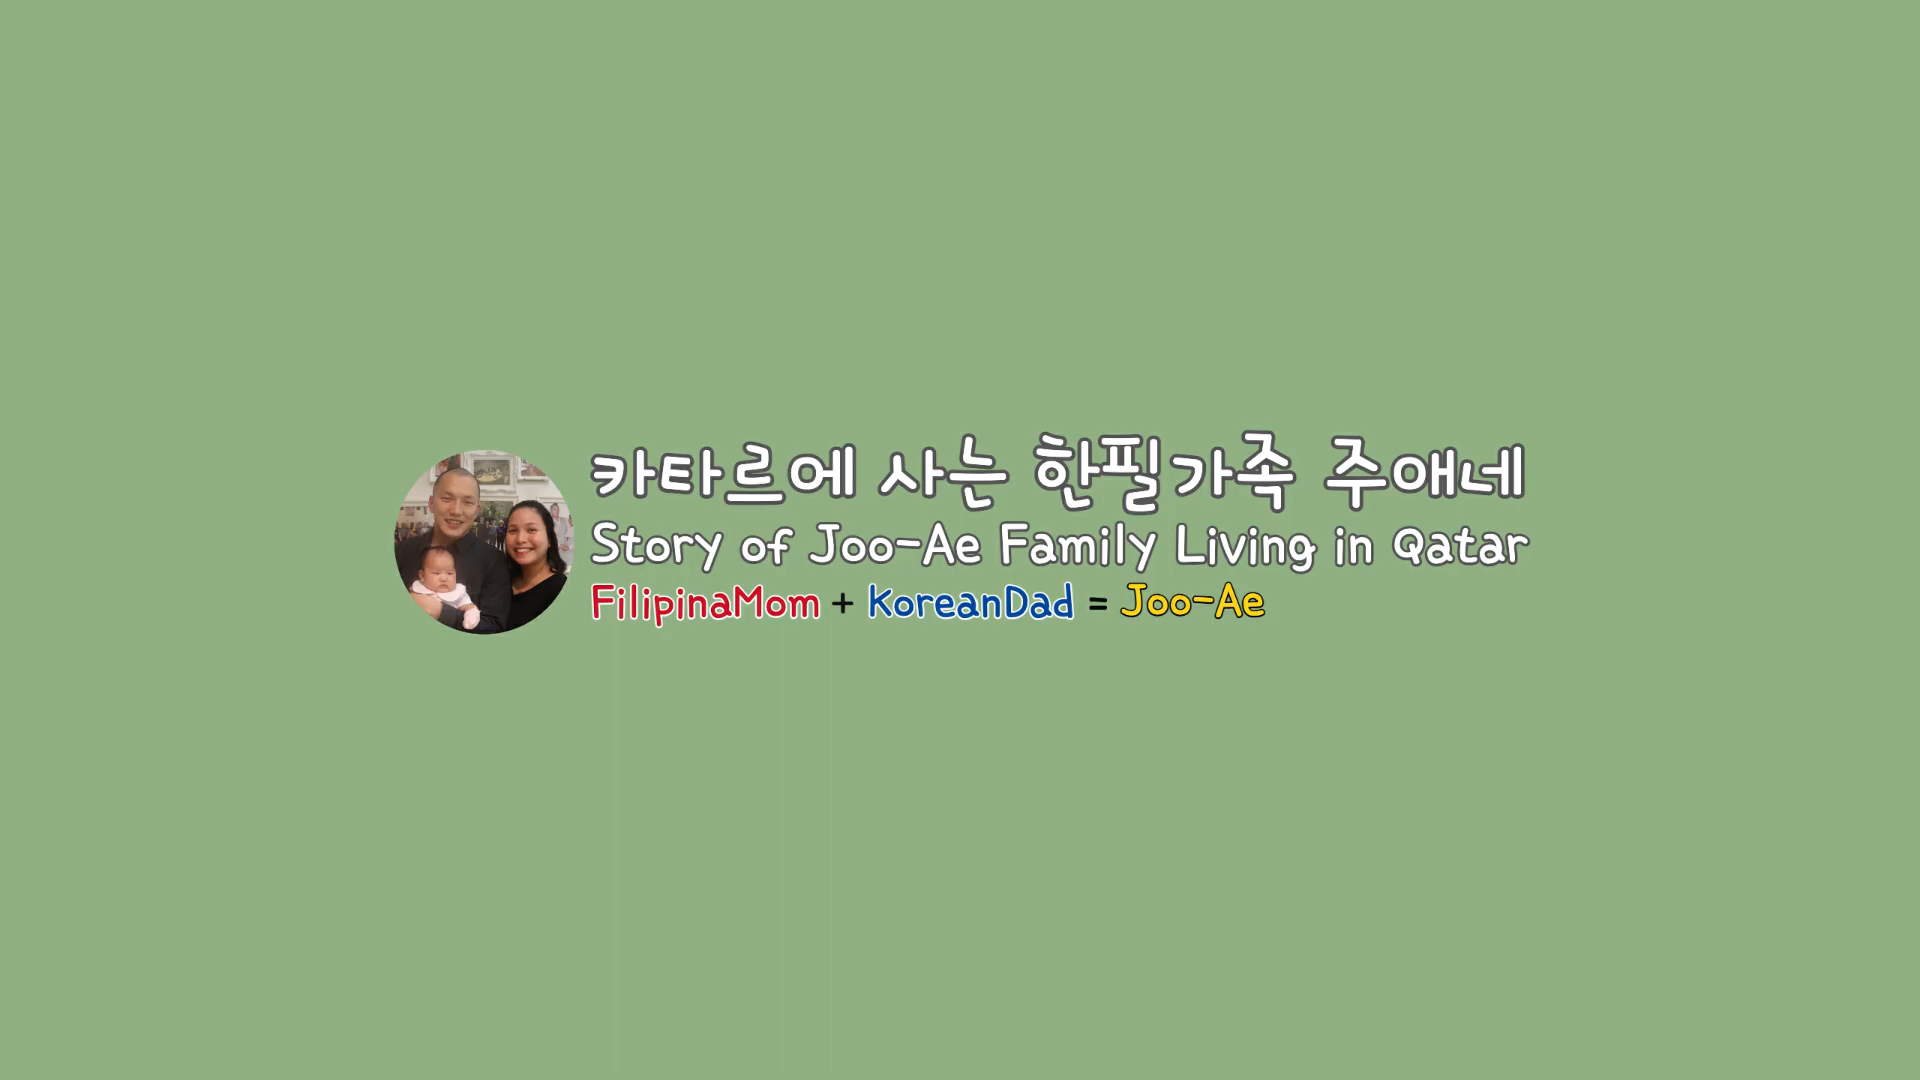 카타르에 사는 한필가족 주애네
Story of Joo-Ae Family Living in Qatar
FilipinaMom + KoreanDad = Joo-Ae